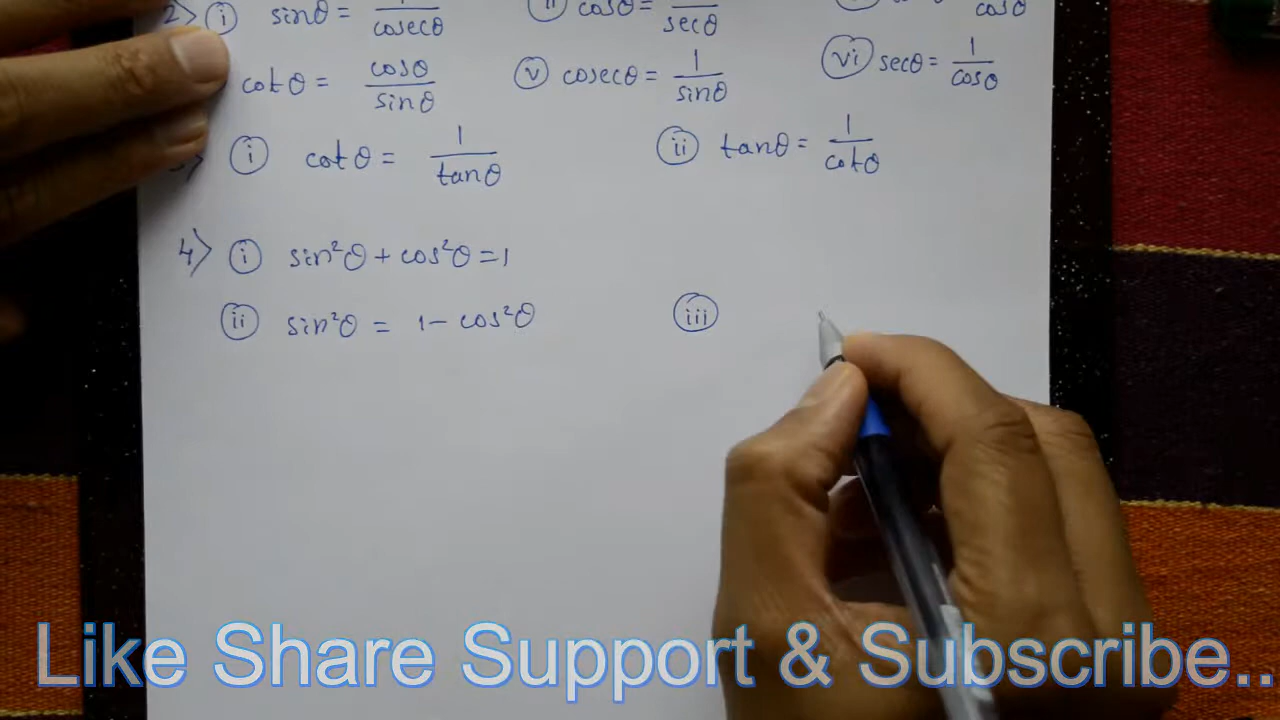 2> (i) sinθ = 1/cosecθ (ii) cosθ = 1/secθ cosθ
cotθ = cosθ/sinθ (v) cosecθ = 1/sinθ (vi) secθ = 1/cosθ
(i) cotθ = 1/tanθ (ii) tanθ = 1/cotθ
4> (i) sin²θ + cos²θ = 1
(ii) sin²θ = 1 - cos²θ (iii)
Like Share Support & Subscribe..